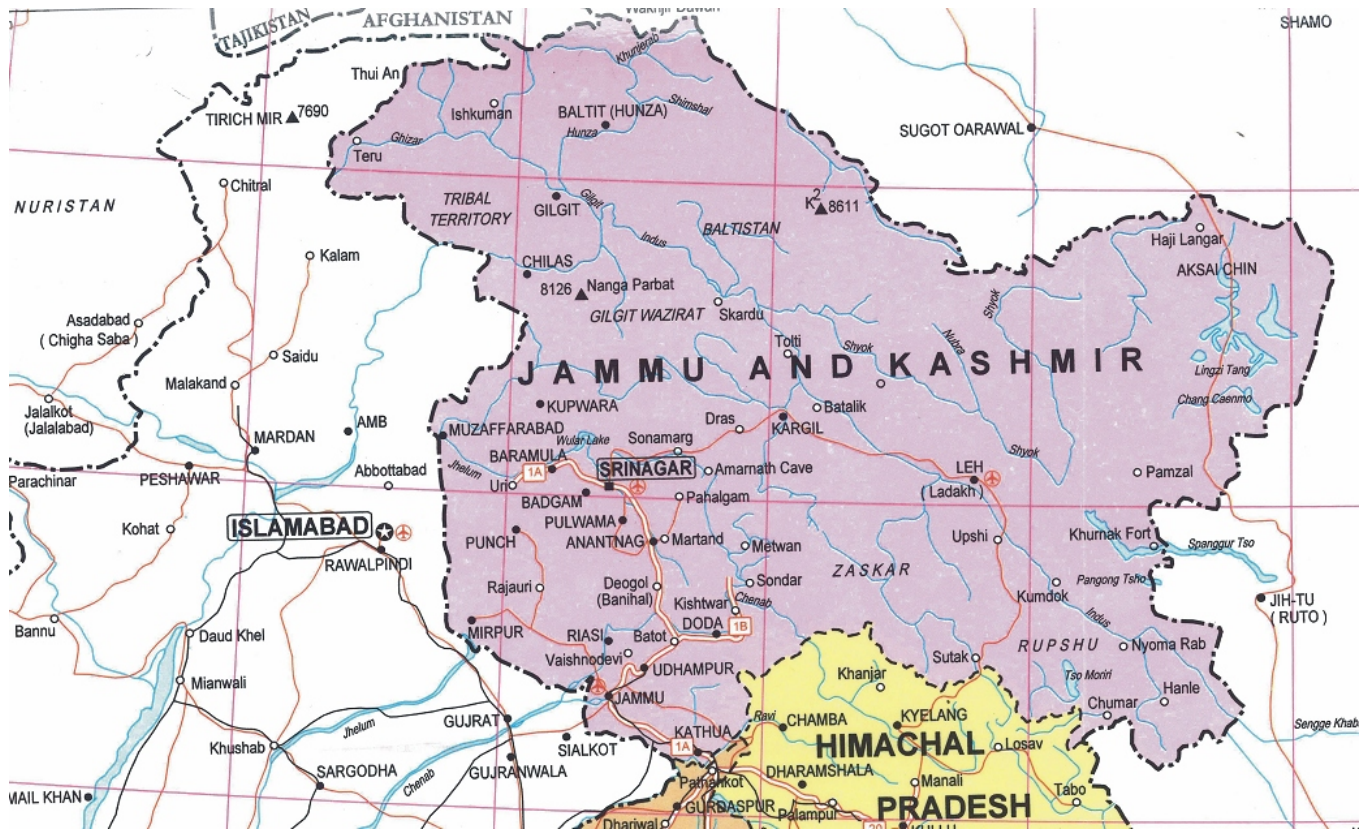 TAJIKISTAN
AFGHANISTAN
Wakhjir Dawan
SHAMO
Thui An
Khunjerab
Ishkuman
BALTIT (HUNZA)
Shimshal
TIRICH MIR 7690
Hunza
SUGOT QARAWAL
Ghizar
Teru
Chitral
NURISTAN
TRIBAL
TERRITORY
GILGIT
Gilgit
K2 8611
BALTISTAN
Indus
Haji Langar
Kalam
CHILAS
AKSAI CHIN
8126 Nanga Parbat
GILGIT WAZIRAT
Skardu
Shyok
Asadabad
( Chigha Saba )
Saidu
Tolti
Shyok
Nubra
JAMMU AND KASHMIR
Lingzi Tang
Malakand
Chang Caenmo
Jalalkot
(Jalalabad)
KUPWARA
Batalik
Dras
KARGIL
AMB
MUZAFFARABAD
MARDAN
Wular Lake
Sonamarg
Shyok
BARAMULA
Jhelum
1A
SRINAGAR
Amarnath Cave
LEH
( Ladakh )
Pamzal
Parachinar
PESHAWAR
Abbottabad
Uri
BADGAM
Pahalgam
Kohat
ISLAMABAD
PULWAMA
PUNCH
ANANTNAG
Martand
Metwan
Upshi
Khurnak Fort
Spanggur Tso
RAWALPINDI
ZASKAR
Rajauri
Deogol
(Banihal)
Sondar
Pangong Tsho
Kumdok
JIH-TU
( RUTO )
Kishtwar
Chenab
Indus
Bannu
Daud Khel
MIRPUR
RIASI
Batot
DODA
1B
RUPSHU
Nyoma Rab
Vaishnodevi
Sutak
UDHAMPUR
Khanjar
Tso Moriri
Mianwali
JAMMU
Chumar
Hanle
GUJRAT
Ravi
CHAMBA
KYELANG
Sengge Khab
Khushab
Jhelum
KATHUA
1A
SIALKOT
HIMACHAL
Losav
SARGODHA
Chenab
GUJRANWALA
Pathankot
DHARAMSHALA
Manali
Tabo
MAIL KHAN
GURDASPUR
Palampur
PRADESH
Dhariwal
20
KULLU